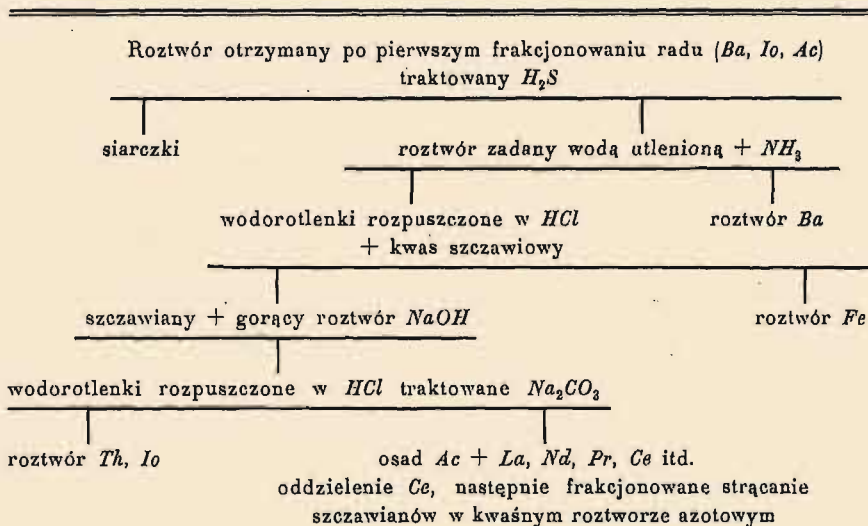 Roztwór otrzymany po pierwszym frakcjonowaniu radu (Ba, Io, Ac)
traktowany H₂S
siarczki
roztwór zadany wodą utlenioną + NH₃
wodorotlenki rozpuszczone w HCl
+ kwas szczawiowy
roztwór Ba
szczawiany + gorący roztwór NaOH
roztwór Fe
wodorotlenki rozpuszczone w HCl traktowane Na₂CO₃
roztwór Th, Io
osad Ac + La, Nd, Pr, Ce itd.
oddzielenie Ce, następnie frakcjonowane strącanie
szczawianów w kwaśnym roztworze azotowym